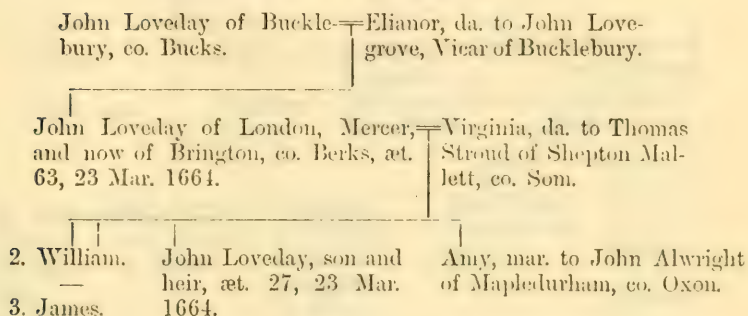 John Loveday of Buckle-
bury, co. Bucks.
Elianor, da. to John Love-
grove, Vicar of Bucklebury.
John Loveday of London, Mercer,
and now of Brington, co. Berks, æt.
63, 23 Mar. 1664.
Virginia, da. to Thomas
Stroud of Shepton Mal-
lett, co. Som.
2. William.
—
3. James.
John Loveday, son and
heir, æt. 27, 23 Mar.
1664.
Amy, mar. to John Alwright
of Mapledurham, co. Oxon.